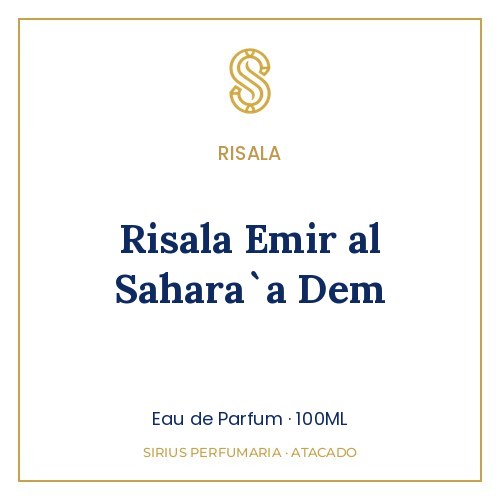 RISALA
Risala Emir al
Sahara`a Dem
Eau de Parfum · 100ML
SIRIUS PERFUMARIA · ATACADO